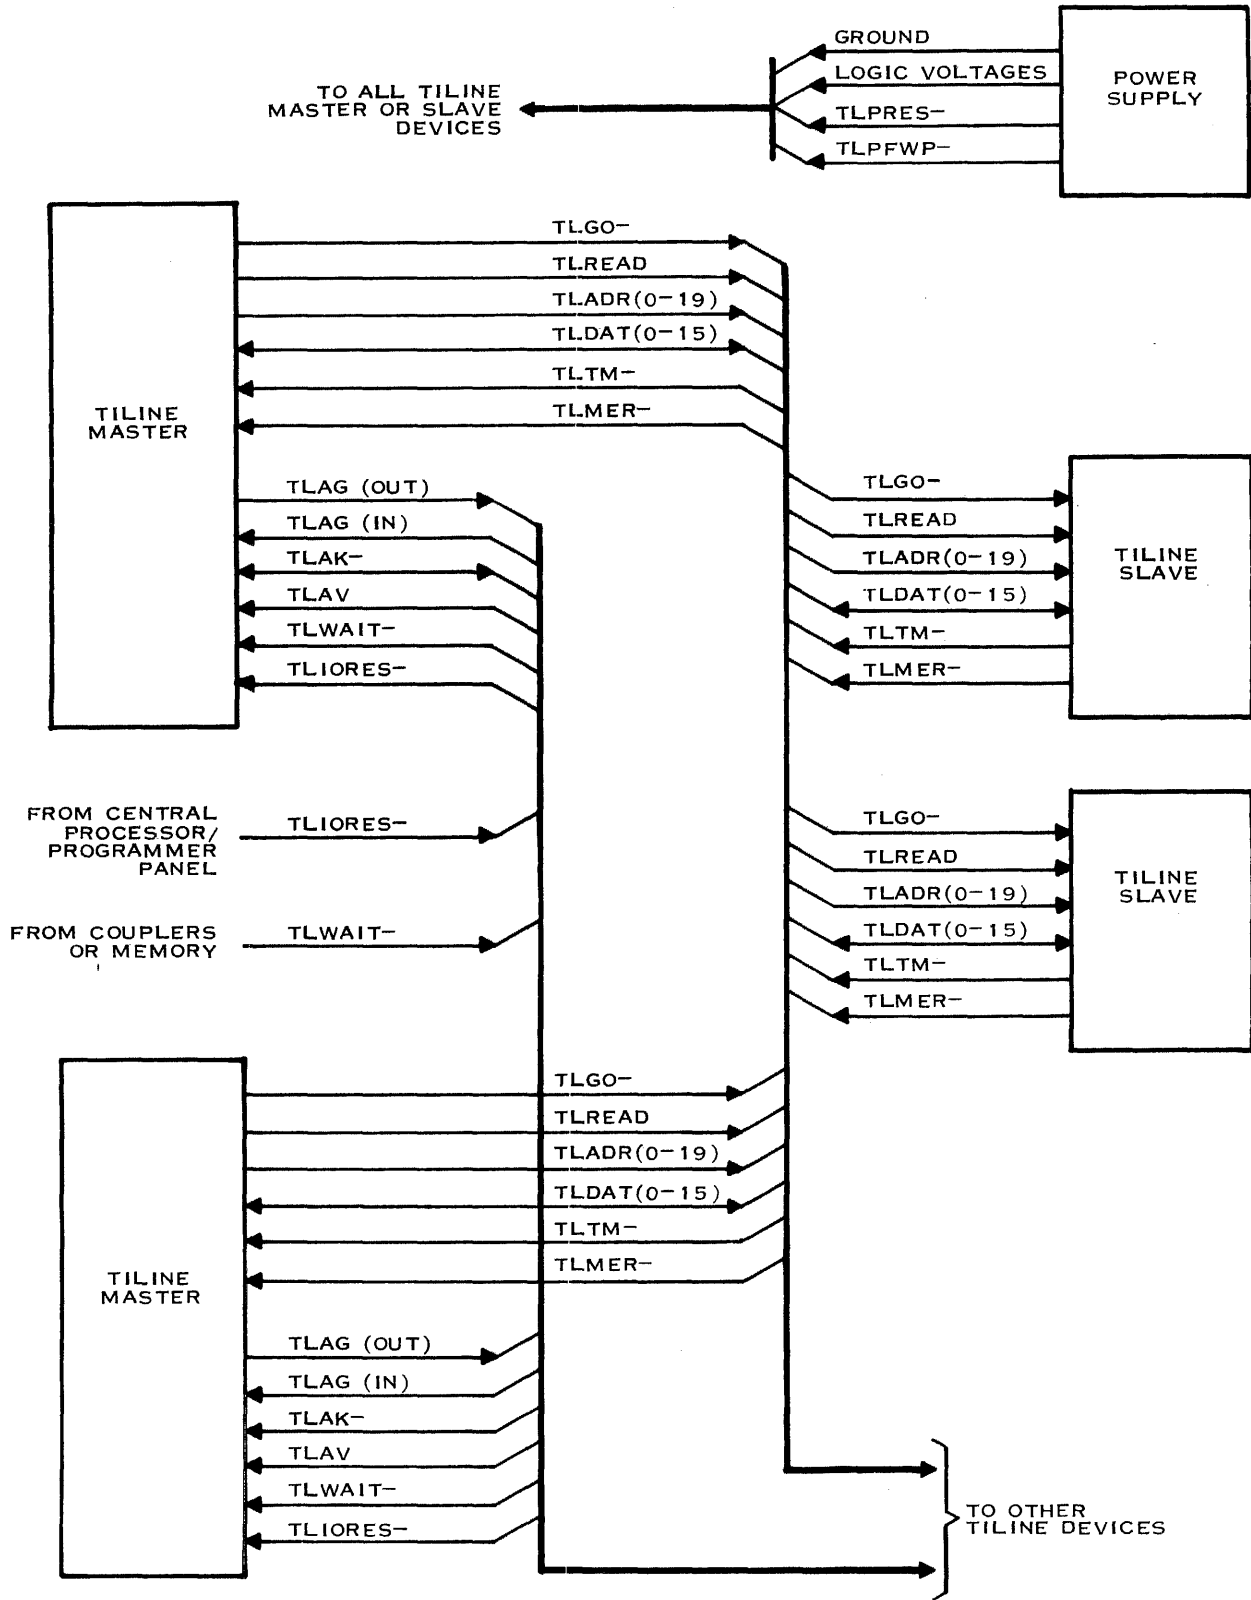 GROUND
LOGIC VOLTAGES
TLPRES-
TLPFWP-
POWER
SUPPLY
TO ALL TILINE
MASTER OR SLAVE
DEVICES
TILINE
MASTER
TLGO-
TLREAD
TLADR(0-19)
TLDAT(0-15)
TLTM-
TLMER-
TLAG (OUT)
TLAG (IN)
TLAK-
TLAV
TLWAIT-
TLIORES-
TLGO-
TLREAD
TLADR(0-19)
TLDAT(0-15)
TLTM-
TLMER-
TILINE
SLAVE
FROM CENTRAL
PROCESSOR/
PROGRAMMER
PANEL
TLIORES-
FROM COUPLERS
OR MEMORY
TLWAIT-
TLGO-
TLREAD
TLADR(0-19)
TLDAT(0-15)
TLTM-
TLMER-
TILINE
SLAVE
TILINE
MASTER
TLGO-
TLREAD
TLADR(0-19)
TLDAT(0-15)
TLTM-
TLMER-
TLAG (OUT)
TLAG (IN)
TLAK-
TLAV
TLWAIT-
TLIORES-
TO OTHER
TILINE DEVICES